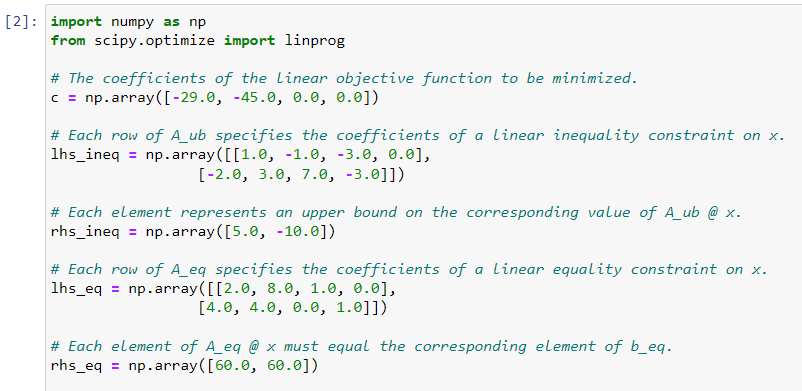 [2]: import numpy as np
from scipy.optimize import linprog
# The coefficients of the linear objective function to be minimized.
c = np.array([-29.0, -45.0, 0.0, 0.0])
# Each row of A_ub specifies the coefficients of a linear inequality constraint on x.
lhs_ineq = np.array([[1.0, -1.0, -3.0, 0.0],
[-2.0, 3.0, 7.0, -3.0]])
# Each element represents an upper bound on the corresponding value of A_ub @ x.
rhs_ineq = np.array([5.0, -10.0])
# Each row of A_eq specifies the coefficients of a linear equality constraint on x.
lhs_eq = np.array([[2.0, 8.0, 1.0, 0.0],
[4.0, 4.0, 0.0, 1.0]])
# Each element of A_eq @ x must equal the corresponding element of b_eq.
rhs_eq = np.array([60.0, 60.0])